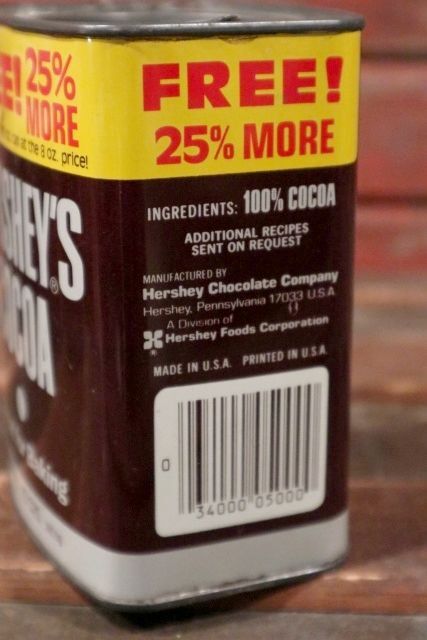 E! 25%
MORE
at the 8 oz. price!
HEY'S
®
COA
Baking
FREE!
25% MORE
INGREDIENTS: 100% COCOA
ADDITIONAL RECIPES
SENT ON REQUEST
MANUFACTURED BY
Hershey Chocolate Company
Hershey, Pennsylvania 17033 U.S.A.
A Division of
Hershey Foods Corporation
®
MADE IN U.S.A. PRINTED IN U.S.A.
0
34000 05000